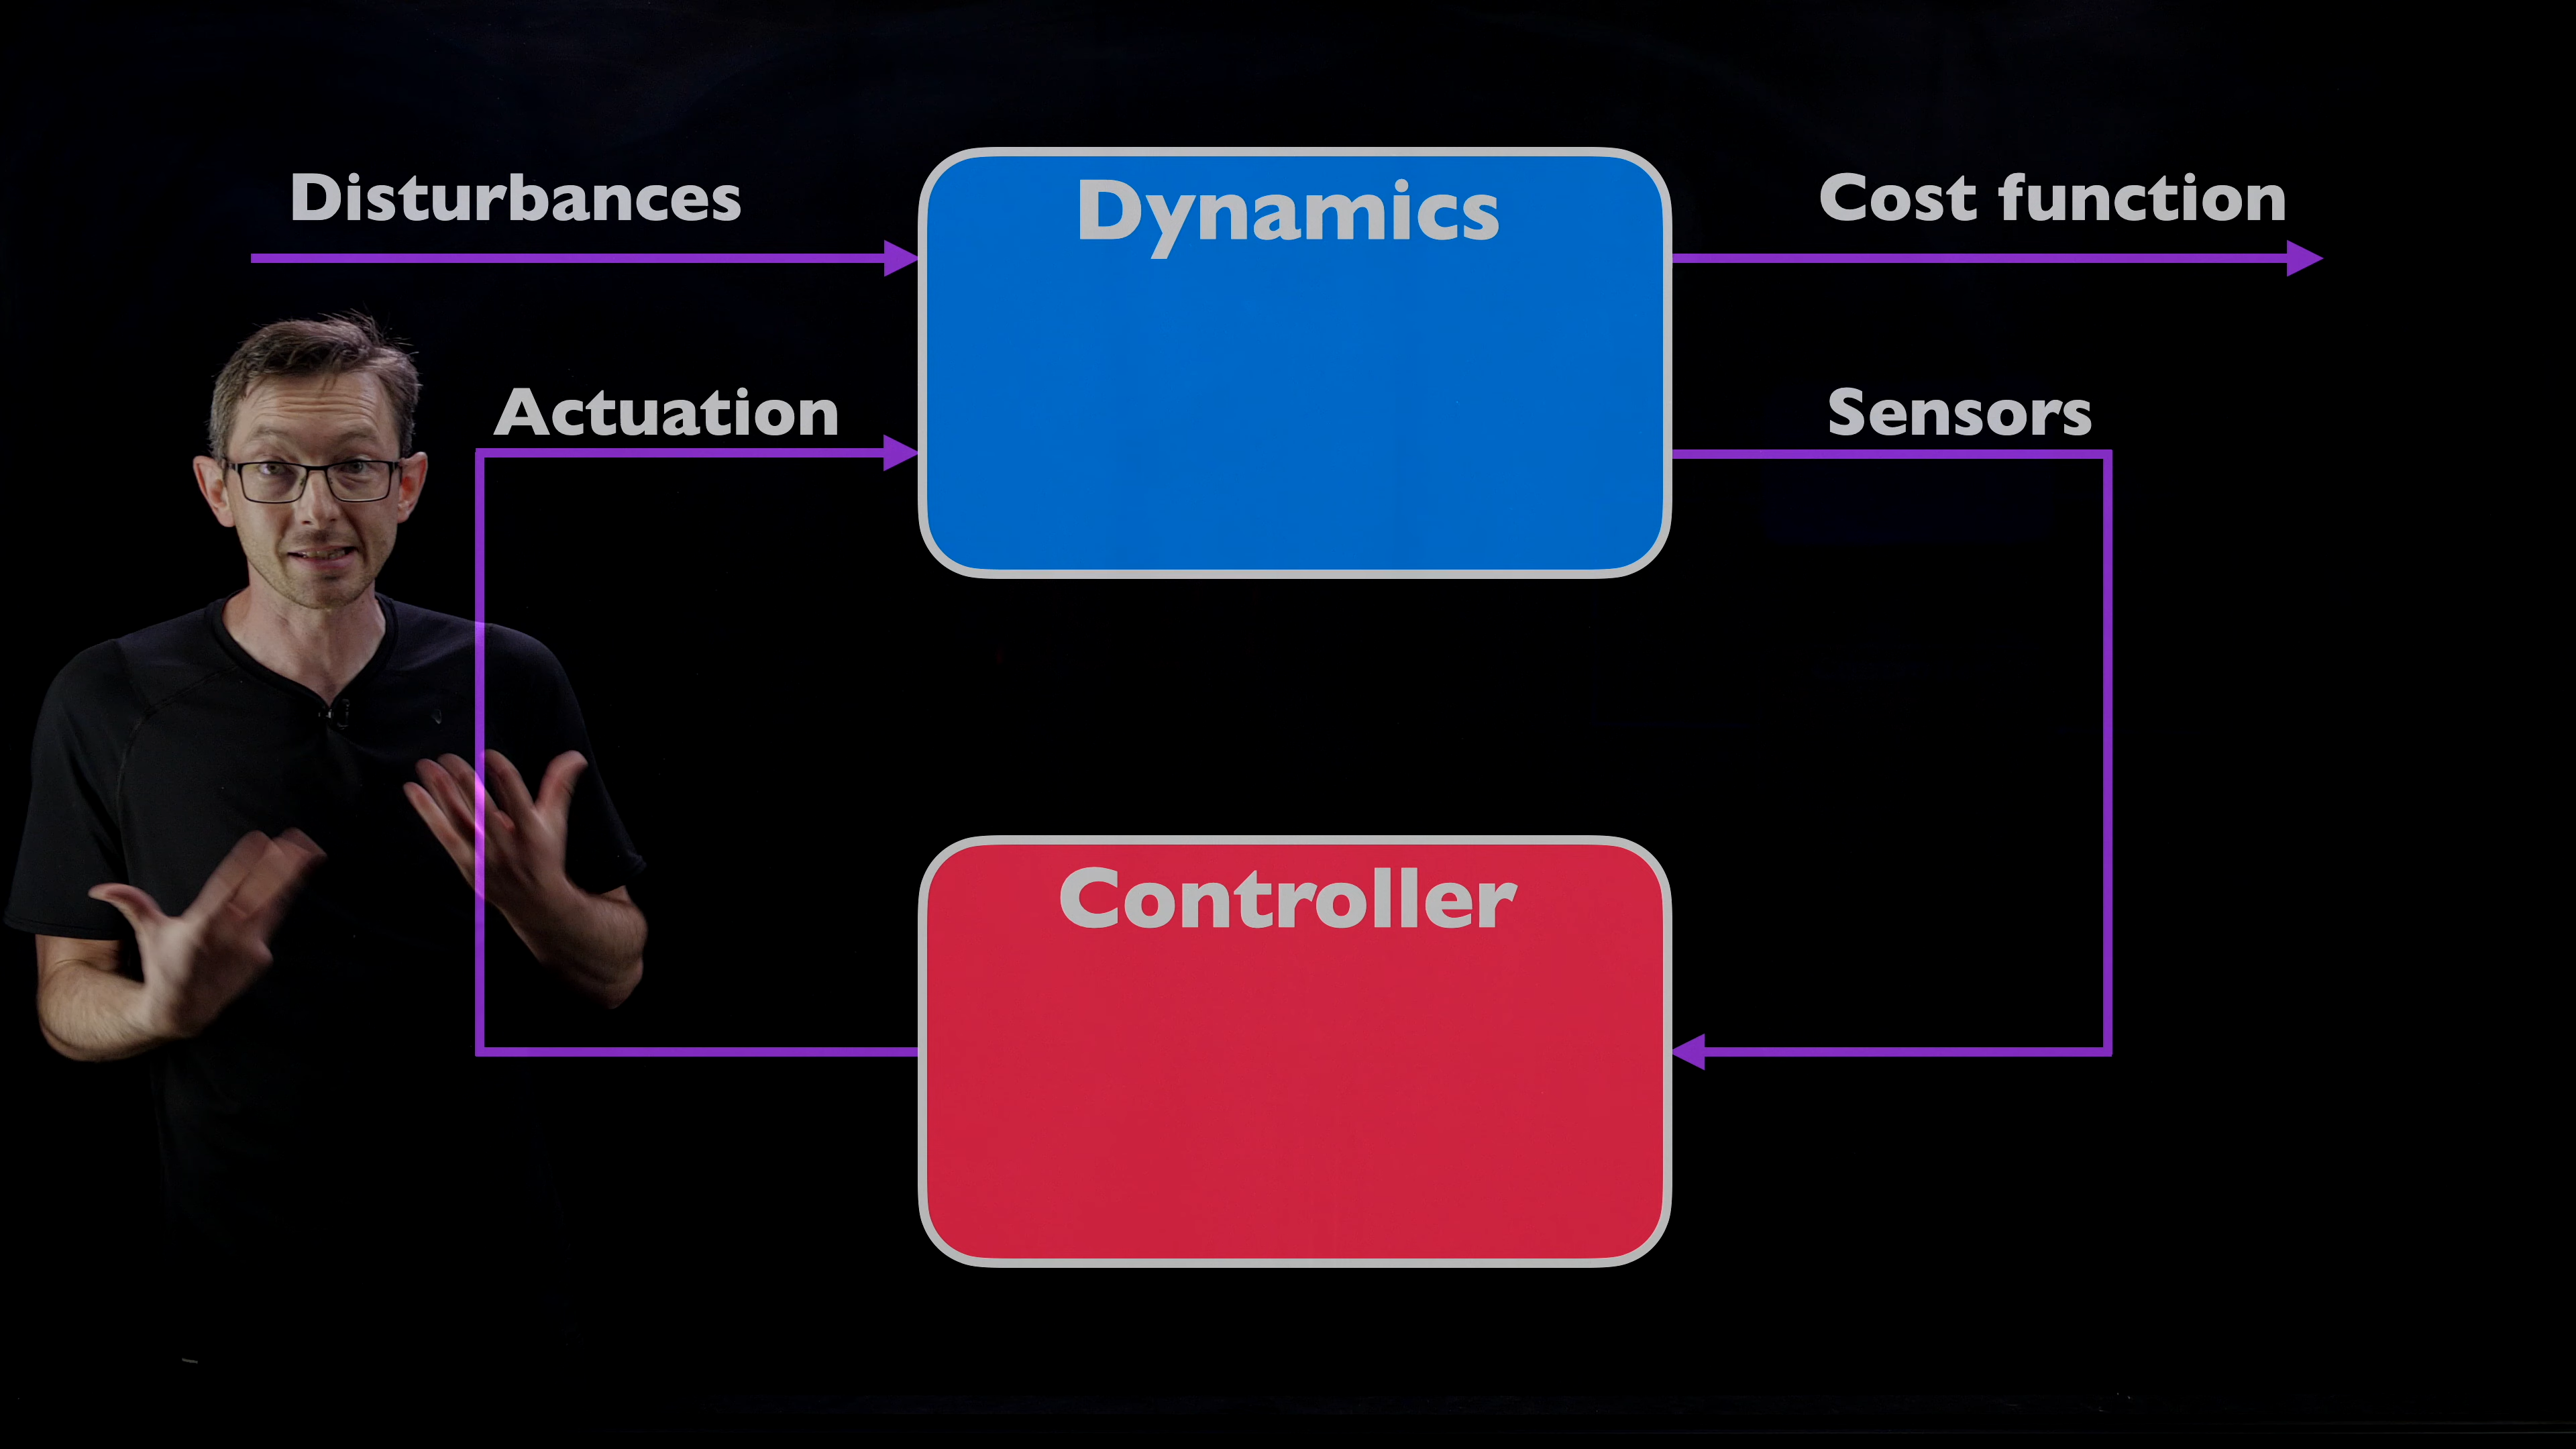 Disturbances
Dynamics
Cost function
Actuation
Sensors
Controller